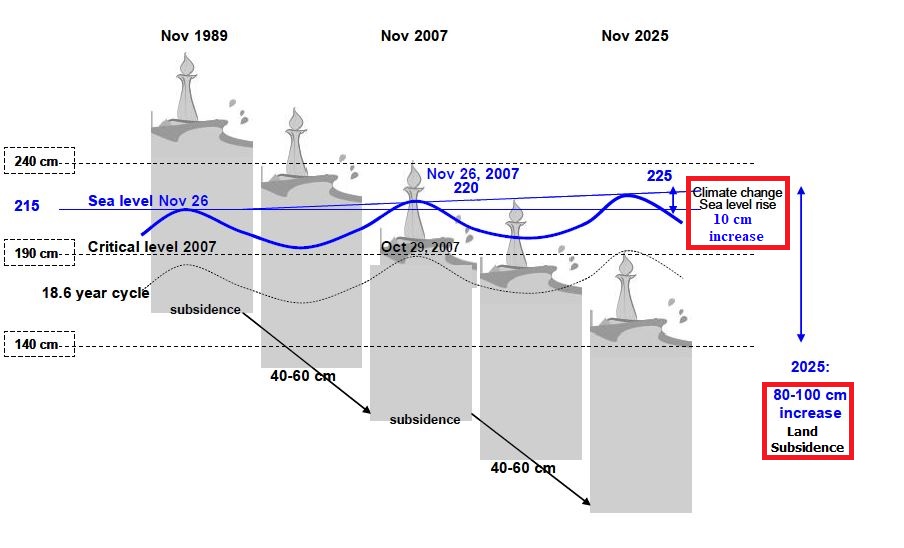 Nov 1989
Nov 2007
Nov 2025
240 cm
Nov 26, 2007
220
225
215
Sea level Nov 26
Climate change
Sea level rise
10 cm
increase
Critical level 2007
Oct 29, 2007
190 cm
18.6 year cycle
subsidence
140 cm
40-60 cm
2025:
80-100 cm
increase
Land
Subsidence
subsidence
40-60 cm